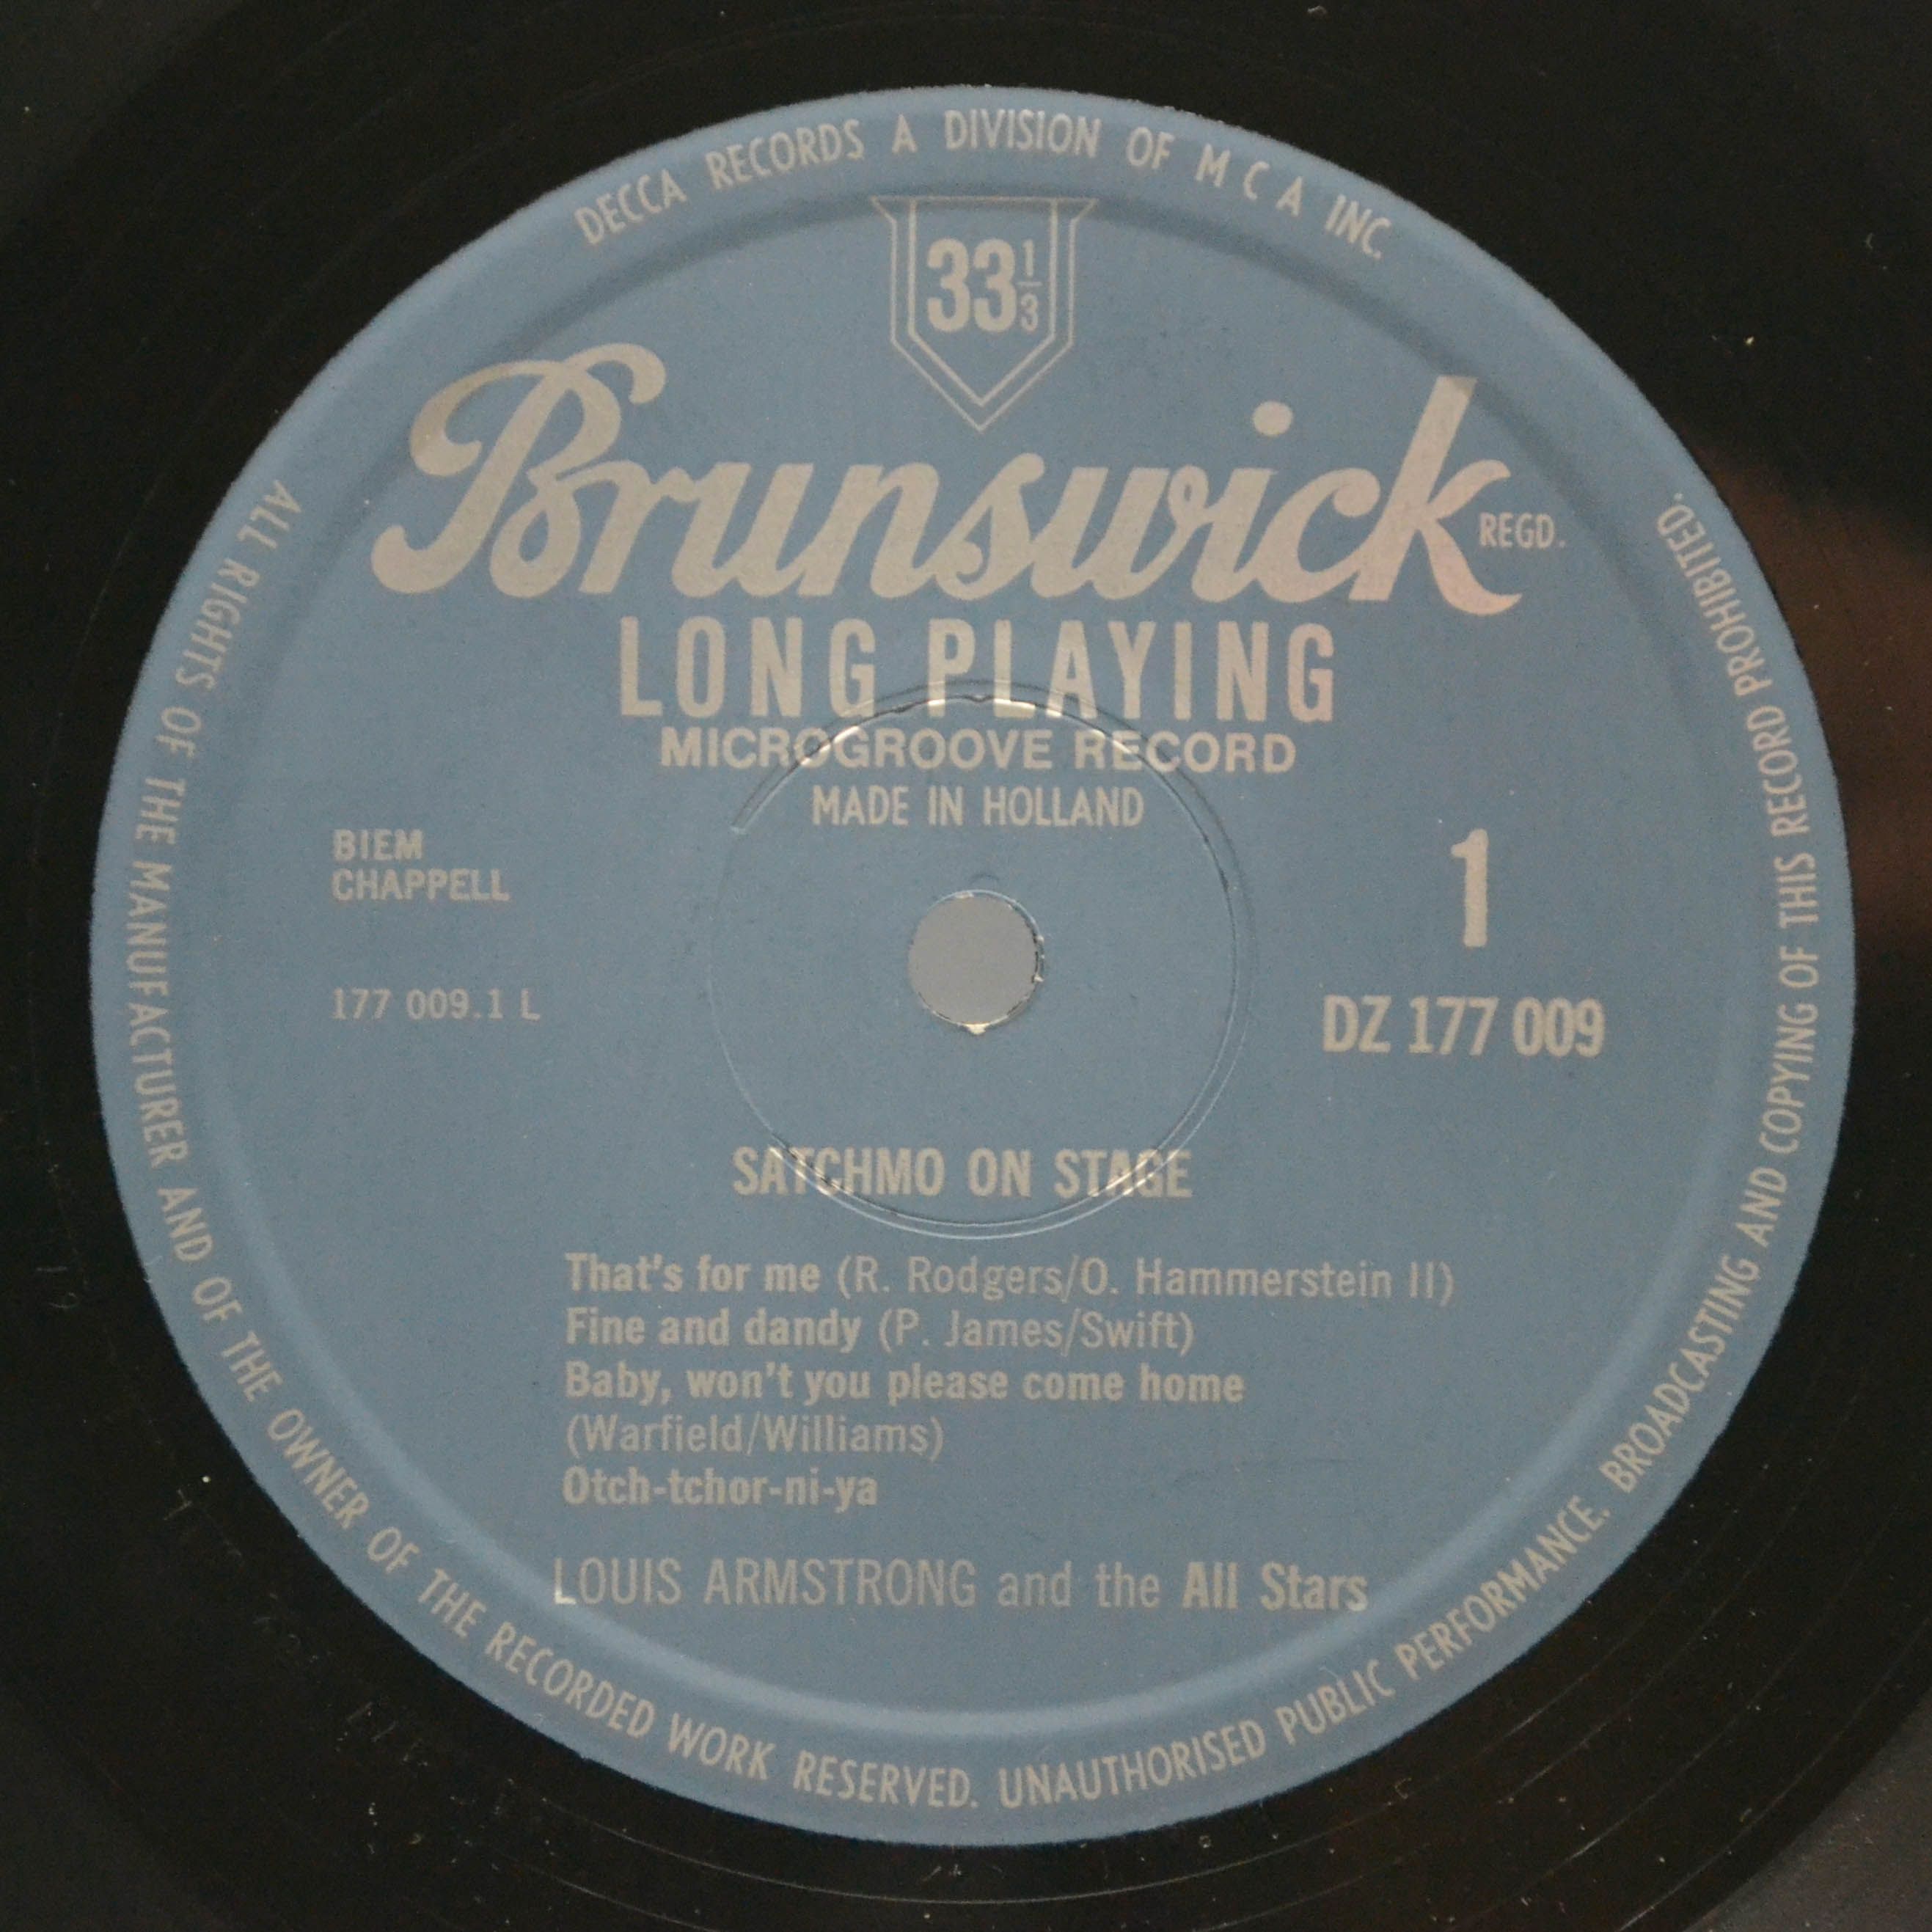 DECCA RECORDS A DIVISION OF M C A INC.
33 1/3
Brunswick REGD.
LONG PLAYING
MICROGROOVE RECORD
MADE IN HOLLAND
BIEM
CHAPPELL
1
177 009.1 L
DZ 177 009
SATCHMO ON STAGE
That's for me (R. Rodgers/O. Hammerstein II)
Fine and dandy (P. James/Swift)
Baby, won't you please come home
(Warfield/Williams)
Otch-tchor-ni-ya
LOUIS ARMSTRONG and the All Stars
ALL RIGHTS OF THE MANUFACTURER AND OF THE OWNER OF THE RECORDED WORK RESERVED. UNAUTHORISED PUBLIC PERFORMANCE. BROADCASTING AND COPYING OF THIS RECORD PROHIBITED.